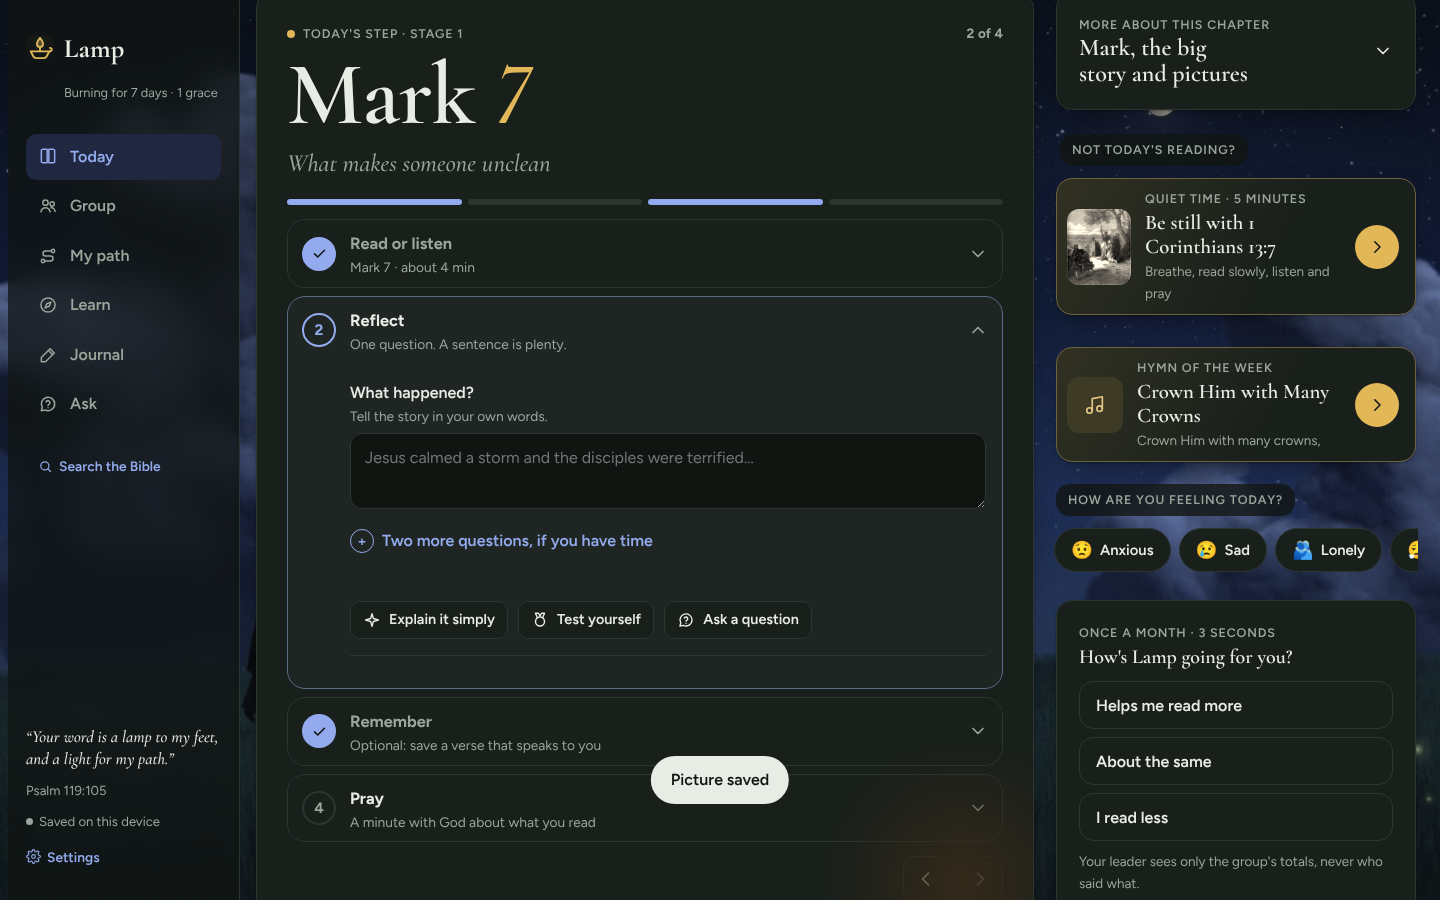 Lamp
Burning for 7 days · 1 grace
Today
Group
My path
Learn
Journal
Ask
Search the Bible
“Your word is a lamp to my feet,
and a light for my path.”
Psalm 119:105
Saved on this device
Settings
TODAY'S STEP · STAGE 1
2 of 4
Mark 7
What makes someone unclean
Read or listen
Mark 7 · about 4 min
2
Reflect
One question. A sentence is plenty.
What happened?
Tell the story in your own words.
Jesus calmed a storm and the disciples were terrified…
+ Two more questions, if you have time
Explain it simply
Test yourself
Ask a question
Remember
Optional: save a verse that speaks to you
Picture saved
4
Pray
A minute with God about what you read
MORE ABOUT THIS CHAPTER
Mark, the big
story and pictures
NOT TODAY'S READING?
QUIET TIME · 5 MINUTES
Be still with 1
Corinthians 13:7
Breathe, read slowly, listen and
pray
HYMN OF THE WEEK
Crown Him with Many
Crowns
Crown Him with many crowns,
HOW ARE YOU FEELING TODAY?
Anxious
Sad
Lonely
ONCE A MONTH · 3 SECONDS
How's Lamp going for you?
Helps me read more
About the same
I read less
Your leader sees only the group's totals, never who
said what.